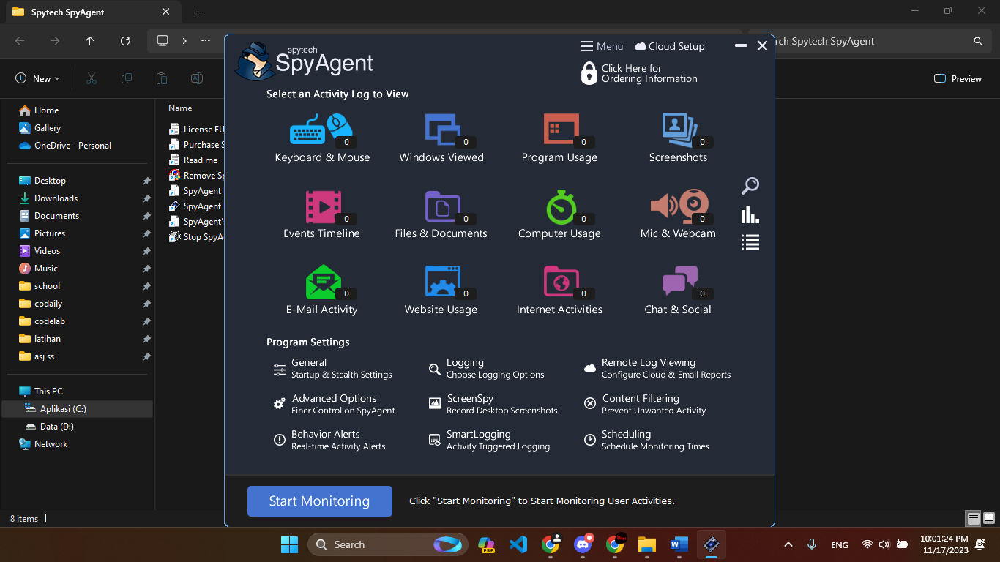 Spytech SpyAgent
rch Spytech SpyAgent
New
Preview
Home
Gallery
OneDrive - Personal
Desktop
Downloads
Documents
Pictures
Videos
Music
school
codaily
codelab
latihan
asj ss
This PC
Aplikasi (C:)
Data (D:)
Network
Name
License EU
Purchase S
Read me
Remove Sp
SpyAgent
SpyAgent
SpyAgent'
Stop SpyA
8 items
spytech
SpyAgent
Menu
Cloud Setup
Click Here for
Ordering Information
Select an Activity Log to View
0 0 0 0
Keyboard & Mouse Windows Viewed Program Usage Screenshots
0 0 0 0
Events Timeline Files & Documents Computer Usage Mic & Webcam
0 0 0 0
E-Mail Activity Website Usage Internet Activities Chat & Social
Program Settings
General Logging Remote Log Viewing
Startup & Stealth Settings Choose Logging Options Configure Cloud & Email Reports
Advanced Options ScreenSpy Content Filtering
Finer Control on SpyAgent Record Desktop Screenshots Prevent Unwanted Activity
Behavior Alerts SmartLogging Scheduling
Real-time Activity Alerts Activity Triggered Logging Schedule Monitoring Times
Start Monitoring Click "Start Monitoring" to Start Monitoring User Activities.
Search
PRE
ENG
10:01:24 PM
11/17/2023